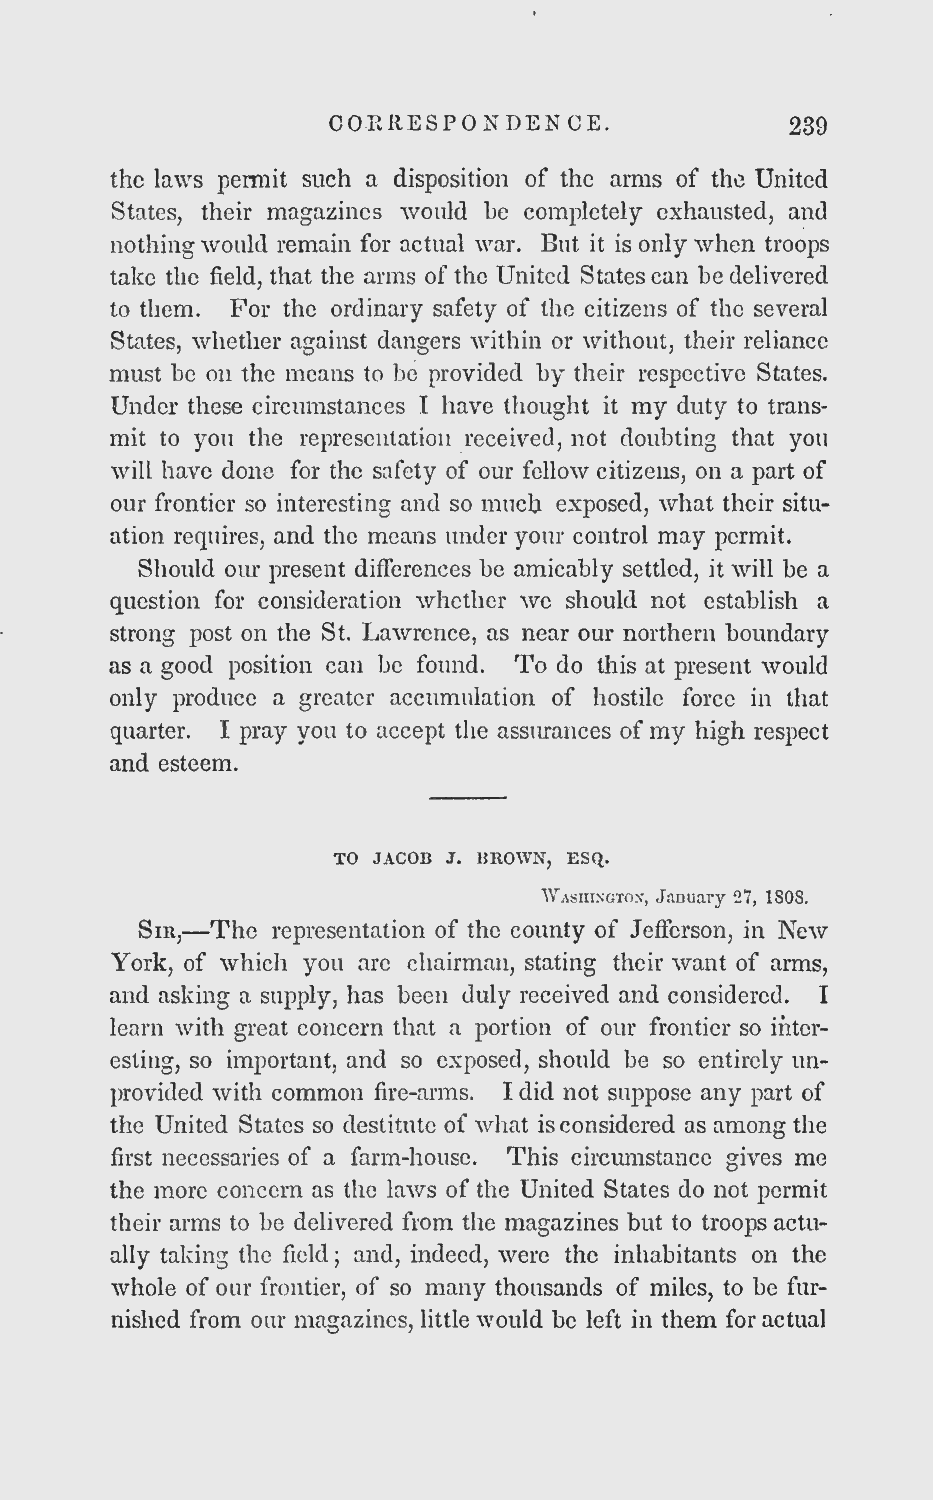 CORRESPONDENCE. 239
the laws permit such a disposition of the arms of the United
States, their magazines would be completely exhausted, and
nothing would remain for actual war. But it is only when troops
take the field, that the arms of the United States can be delivered
to them. For the ordinary safety of the citizens of the several
States, whether against dangers within or without, their reliance
must be on the means to be provided by their respective States.
Under these circumstances I have thought it my duty to trans-
mit to you the representation received, not doubting that you
will have done for the safety of our fellow citizens, on a part of
our frontier so interesting and so much exposed, what their situ-
ation requires, and the means under your control may permit.
Should our present differences be amicably settled, it will be a
question for consideration whether we should not establish a
strong post on the St. Lawrence, as near our northern boundary
as a good position can be found. To do this at present would
only produce a greater accumulation of hostile force in that
quarter. I pray you to accept the assurances of my high respect
and esteem.
TO JACOB J. BROWN, ESQ.
Washington, January 27, 1808.
Sir,—The representation of the county of Jefferson, in New
York, of which you are chairman, stating their want of arms,
and asking a supply, has been duly received and considered. I
learn with great concern that a portion of our frontier so inter-
esting, so important, and so exposed, should be so entirely un-
provided with common fire-arms. I did not suppose any part of
the United States so destitute of what is considered as among the
first necessaries of a farm-house. This circumstance gives me
the more concern as the laws of the United States do not permit
their arms to be delivered from the magazines but to troops actu-
ally taking the field; and, indeed, were the inhabitants on the
whole of our frontier, of so many thousands of miles, to be fur-
nished from our magazines, little would be left in them for actual